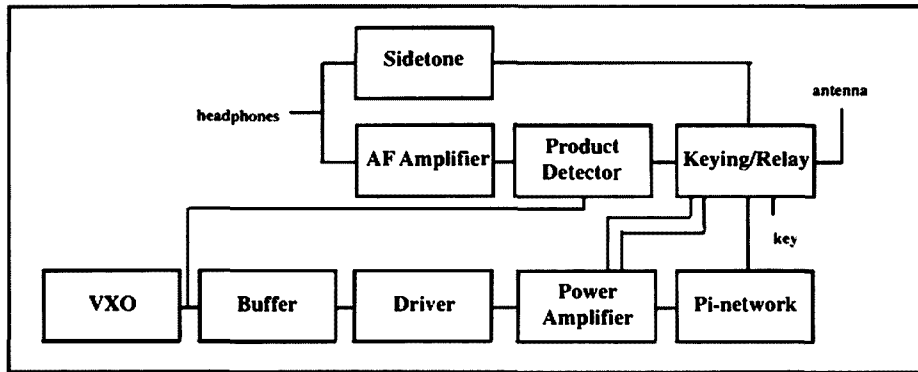 Sidetone
antenna
headphones
AF Amplifier
Product
Detector
Keying/Relay
key
VXO
Buffer
Driver
Power
Amplifier
Pi-network